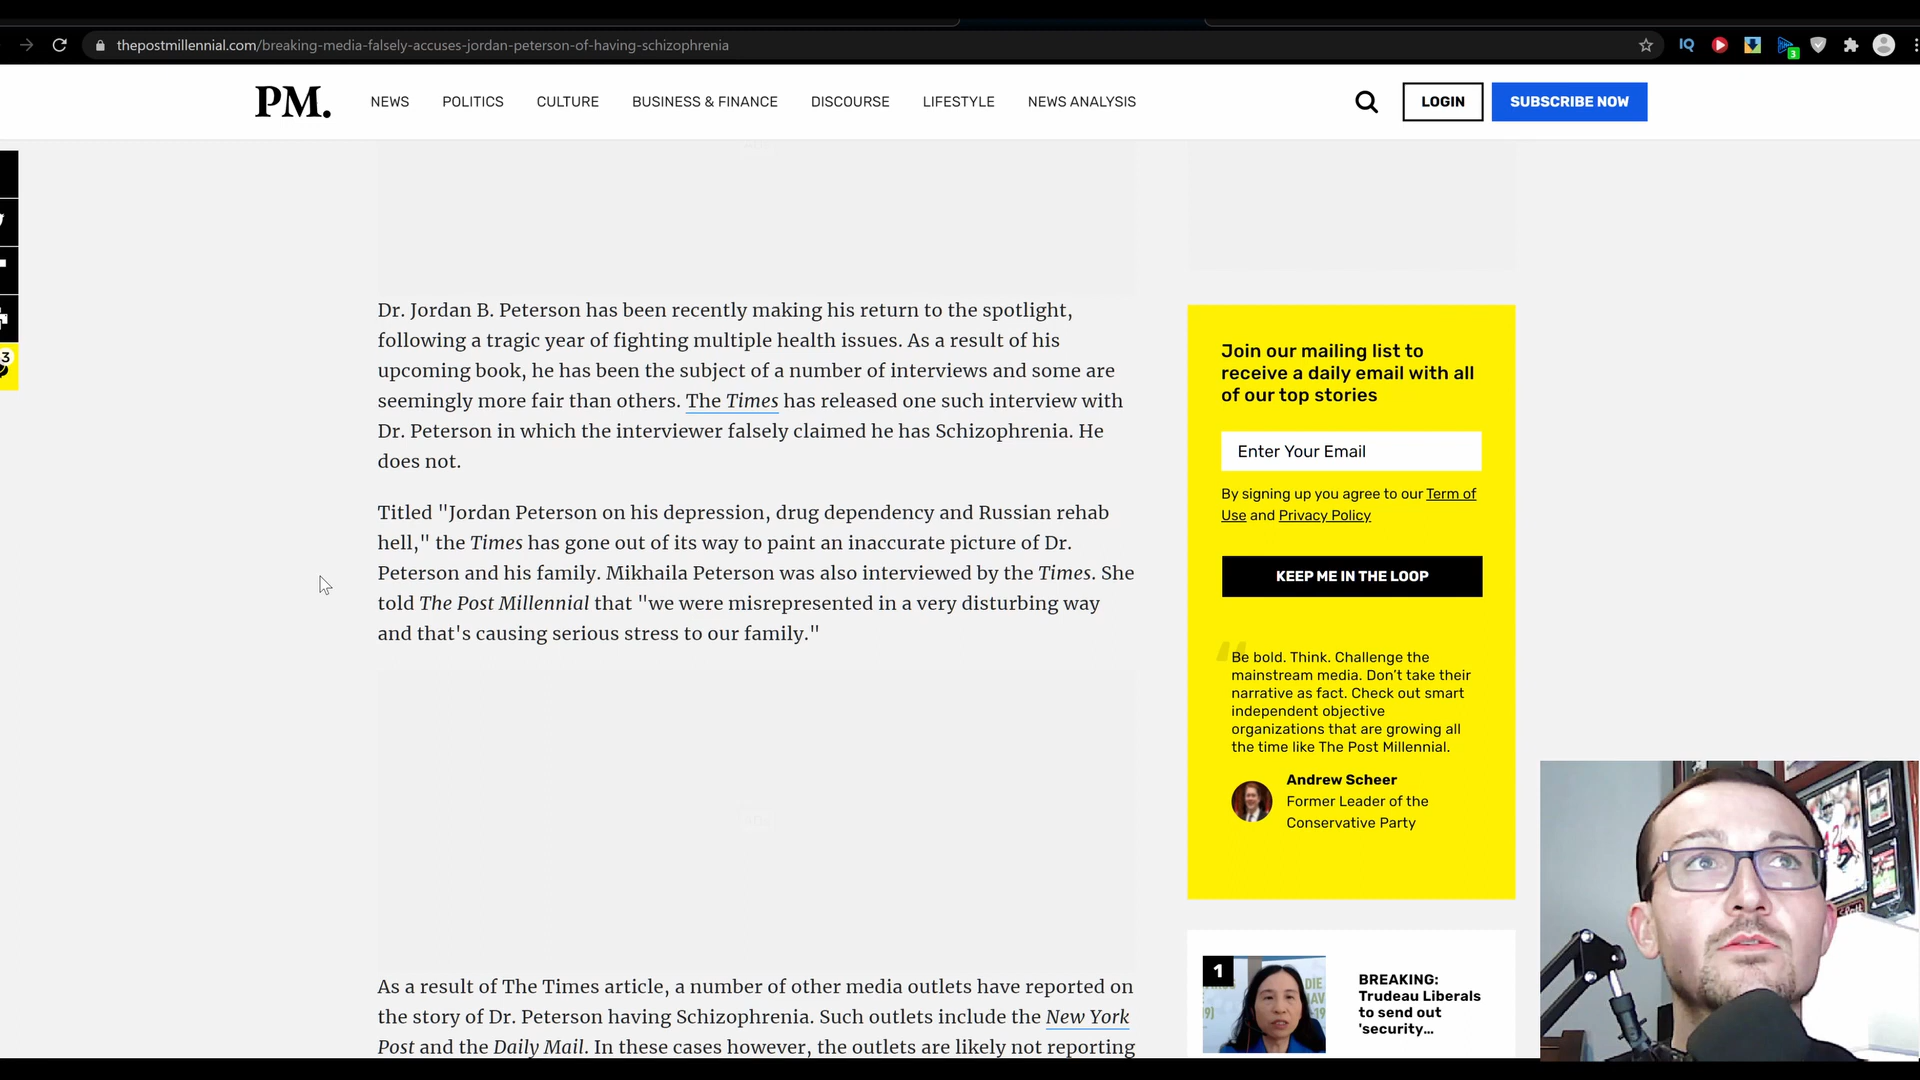 thepostmillennial.com/breaking-media-falsely-accuses-jordan-peterson-of-having-schizophrenia
IQ
3
PM.
NEWS
POLITICS
CULTURE
BUSINESS & FINANCE
DISCOURSE
LIFESTYLE
NEWS ANALYSIS
LOGIN
SUBSCRIBE NOW
3
Dr. Jordan B. Peterson has been recently making his return to the spotlight,
following a tragic year of fighting multiple health issues. As a result of his
upcoming book, he has been the subject of a number of interviews and some are
seemingly more fair than others. The Times has released one such interview with
Dr. Peterson in which the interviewer falsely claimed he has Schizophrenia. He
does not.
Titled "Jordan Peterson on his depression, drug dependency and Russian rehab
hell," the Times has gone out of its way to paint an inaccurate picture of Dr.
Peterson and his family. Mikhaila Peterson was also interviewed by the Times. She
told The Post Millennial that "we were misrepresented in a very disturbing way
and that's causing serious stress to our family."
As a result of The Times article, a number of other media outlets have reported on
the story of Dr. Peterson having Schizophrenia. Such outlets include the New York
Post and the Daily Mail. In these cases however, the outlets are likely not reporting
Join our mailing list to
receive a daily email with all
of our top stories
Enter Your Email
By signing up you agree to our Term of
Use and Privacy Policy
KEEP ME IN THE LOOP
"
Be bold. Think. Challenge the
mainstream media. Don't take their
narrative as fact. Check out smart
independent objective
organizations that are growing all
the time like The Post Millennial.
Andrew Scheer
Former Leader of the
Conservative Party
1
BREAKING:
Trudeau Liberals
to send out
'security...